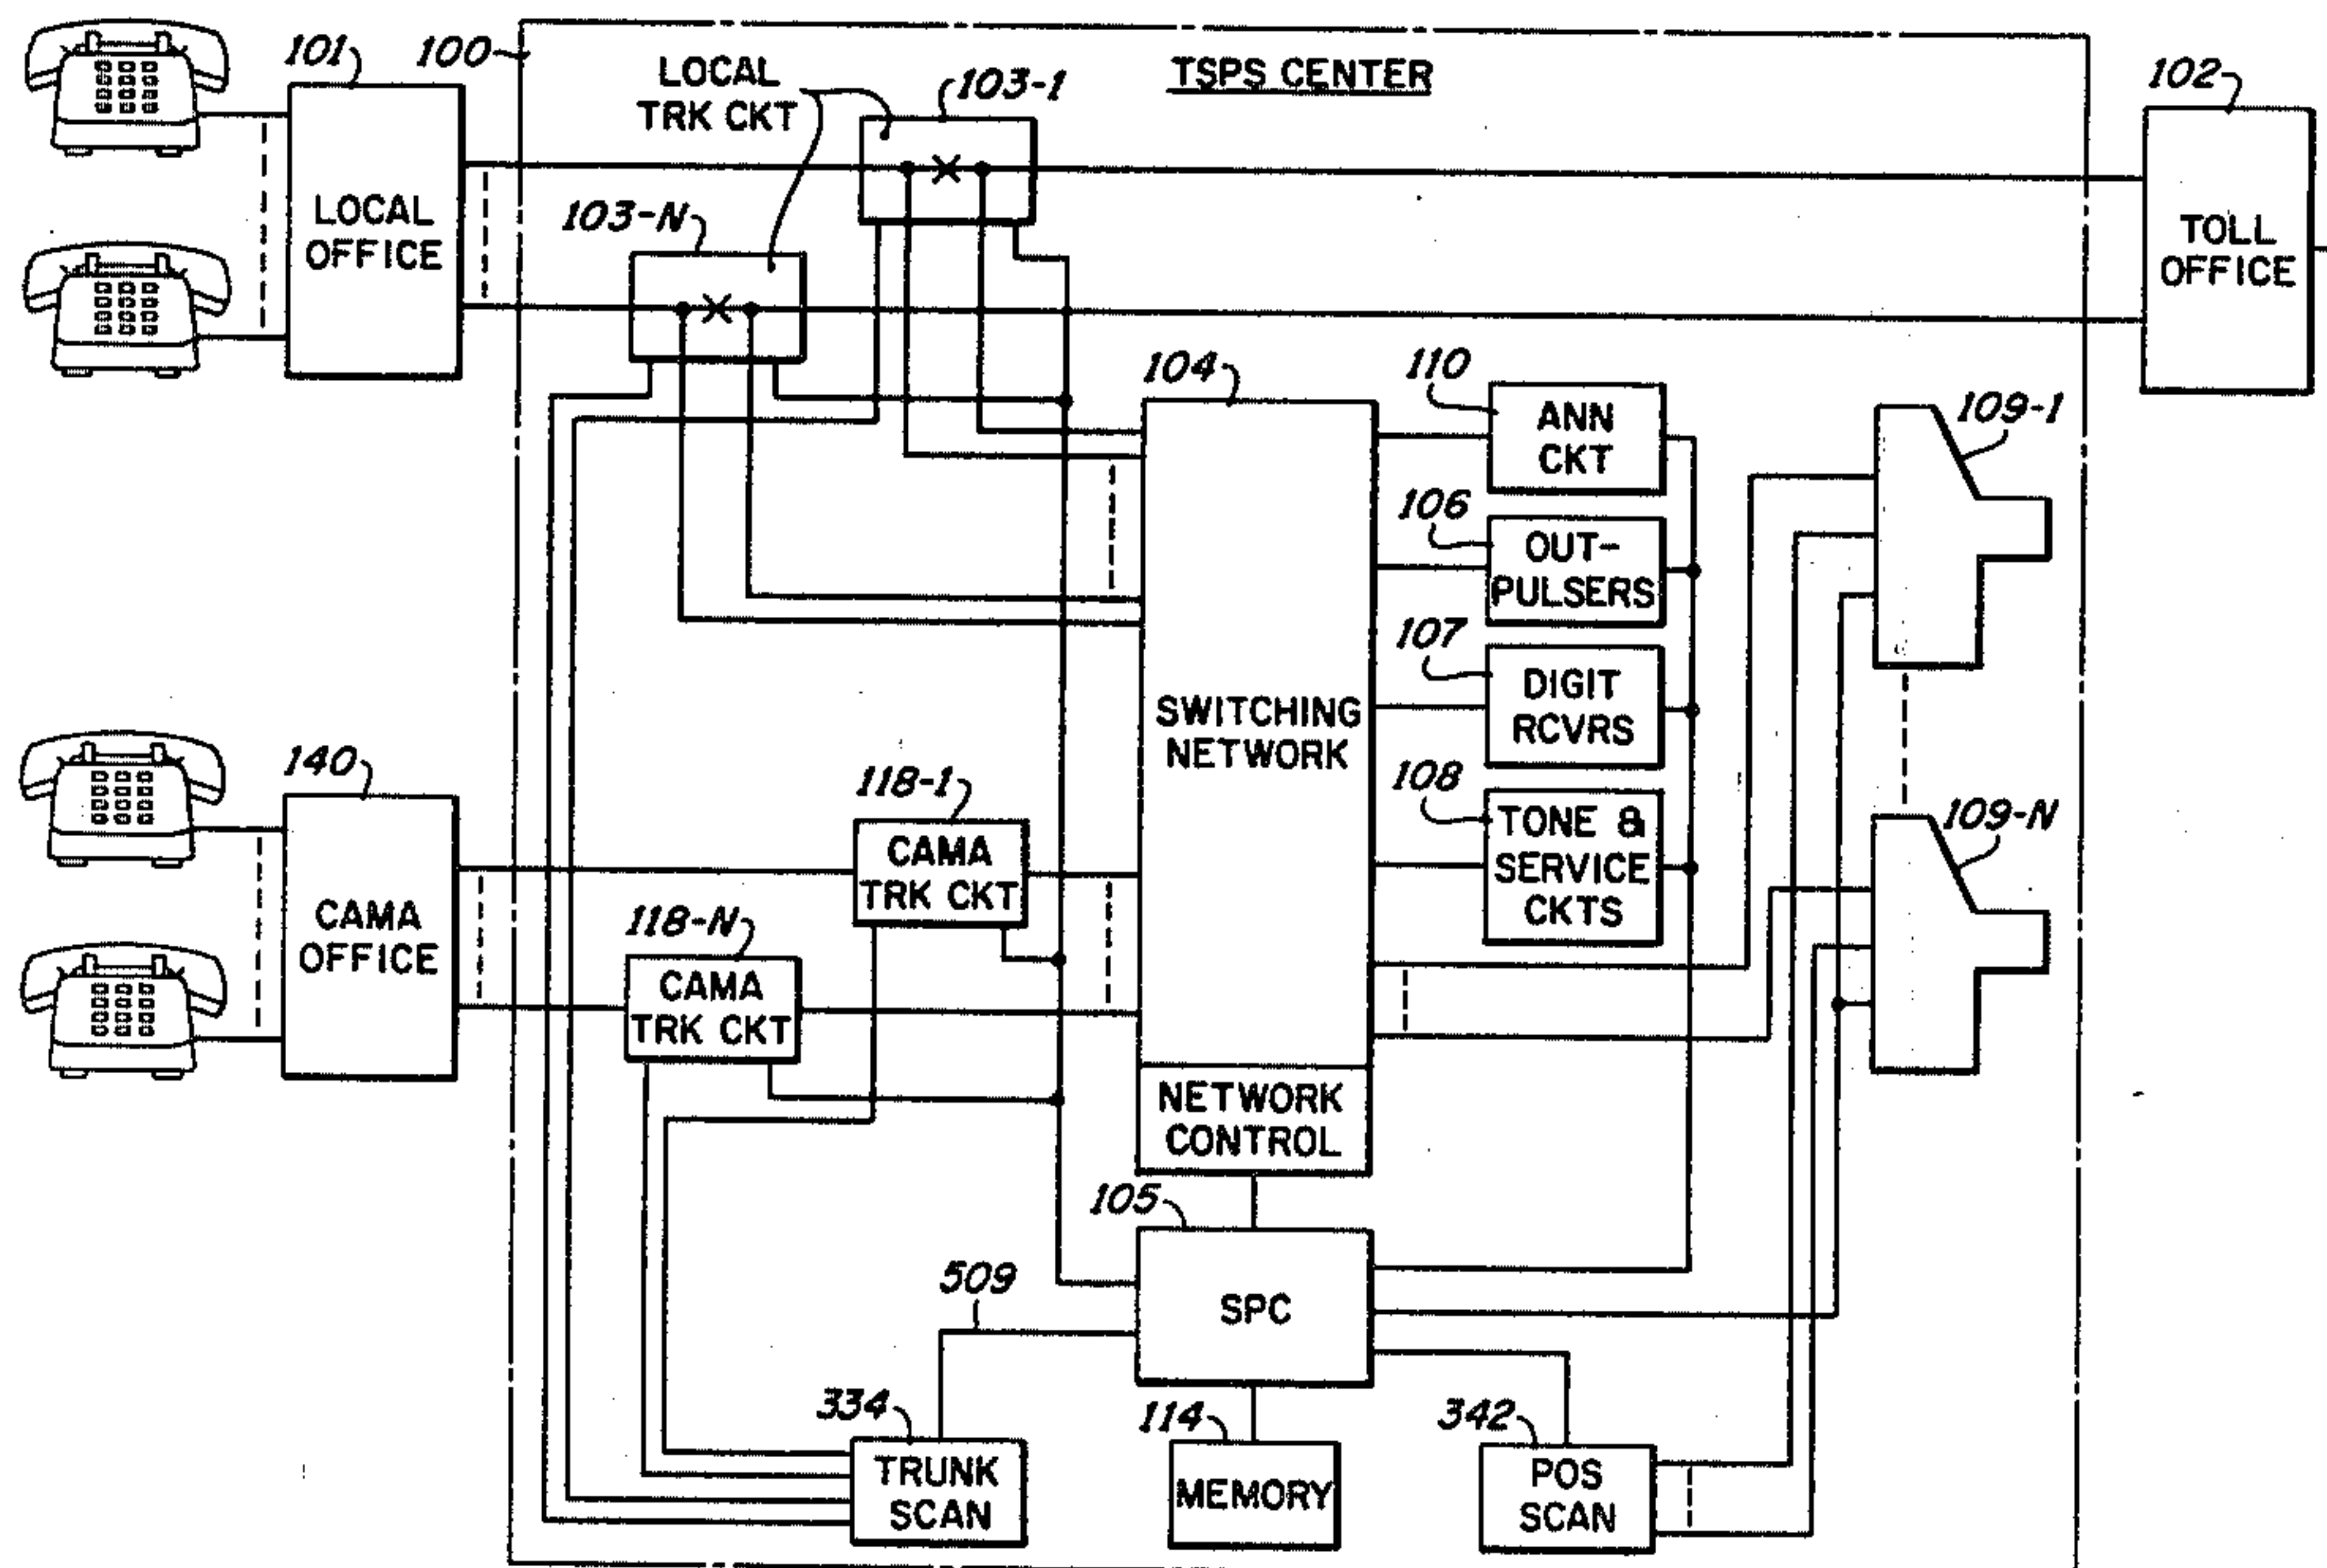 101
100
LOCAL
TRK CKT
103-1
TSPS CENTER
102
LOCAL
OFFICE
103-N
TOLL
OFFICE
104
110
ANN
CKT
109-1
106
OUT-
PULSERS
107
DIGIT
RCVRS
SWITCHING
NETWORK
140
118-1
108
TONE &
SERVICE
CKTS
109-N
CAMA
TRK CKT
CAMA
OFFICE
118-N
CAMA
TRK CKT
NETWORK
CONTROL
105
509
SPC
334
114
342
TRUNK
SCAN
MEMORY
POS
SCAN